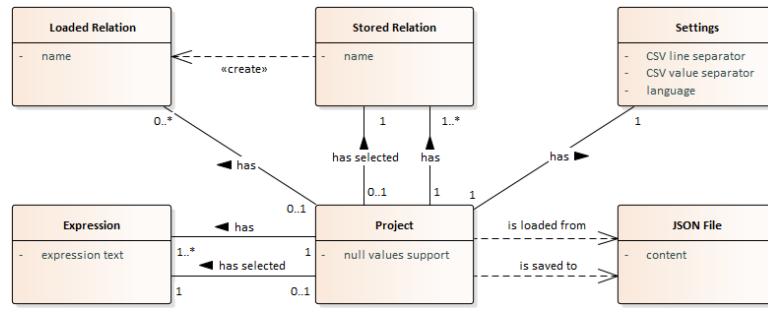 Loaded Relation
- name
Stored Relation
- name
Settings
- CSV line separator
- CSV value separator
- language
«create»
0..*
1
1..*
1
has selected
has
has
has
0..1
1
0..1
1
Expression
- expression text
has
1..*
1
has selected
1
0..1
Project
- null values support
is loaded from
is saved to
JSON File
- content